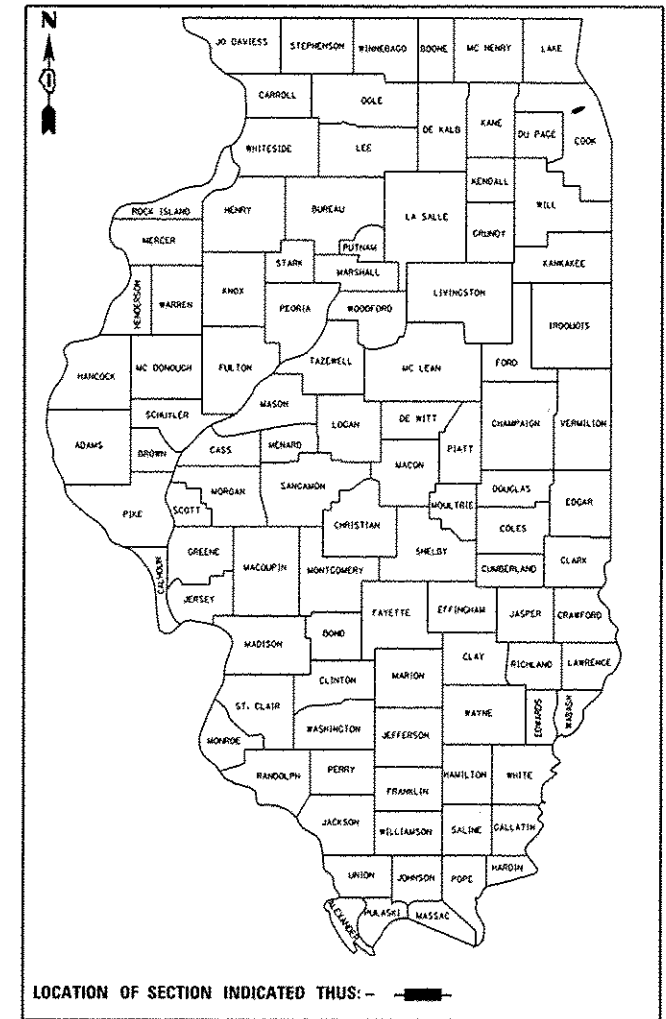 N
JO DAVIESS STEPHENSON WINNEBAGO BOONE MC HENRY LAKE
CARROLL OGLE DE KALB KANE DU PAGE COOK
WHITESIDE LEE KENDALL WILL
ROCK ISLAND HENRY BUREAU LA SALLE GRUNDY
MERCER PUTNAM KANKAKEE
STARK MARSHALL
HENDERSON WARREN KNOX PEORIA WOODFORD LIVINGSTON IROQUOIS
HANCOCK MC DONOUGH FULTON TAZEWELL MC LEAN FORD
SCHUYLER MASON LOGAN DE WITT CHAMPAIGN VERMILION
ADAMS BROWN CASS MENARD MACON PIATT
PIKE SCOTT MORGAN SANGAMON CHRISTIAN MOULTRIE DOUGLAS EDGAR
COLES
CALHOUN GREENE MACOUPIN MONTGOMERY SHELBY CUMBERLAND CLARK
JERSEY FAYETTE EFFINGHAM JASPER CRAWFORD
MADISON BOND
CLAY RICHLAND LAWRENCE
CLINTON MARION
ST. CLAIR WAYNE EDWARDS WABASH
MONROE WASHINGTON JEFFERSON
RANDOLPH PERRY HAMILTON WHITE
FRANKLIN
JACKSON WILLIAMSON SALINE GALLATIN
UNION JOHNSON POPE HARDIN
ALEXANDER PULASKI MASSAC
LOCATION OF SECTION INDICATED THUS: -